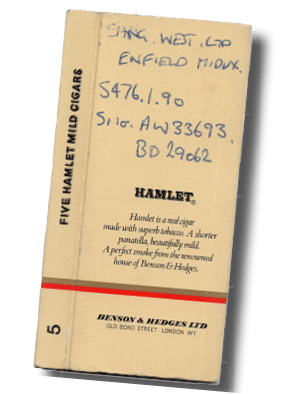 SANG. WEST. LTD
ENFIELD MIDDX.
S476.1.90
S110. AW33693.
BD 29062
HAMLET®
Hamlet is a real cigar
made with superb tobacco. A shorter
panatella, beautifully mild.
A perfect smoke from the renowned
house of Benson & Hedges.
BENSON & HEDGES LTD
OLD BOND STREET LONDON W1
FIVE HAMLET MILD CIGARS
5